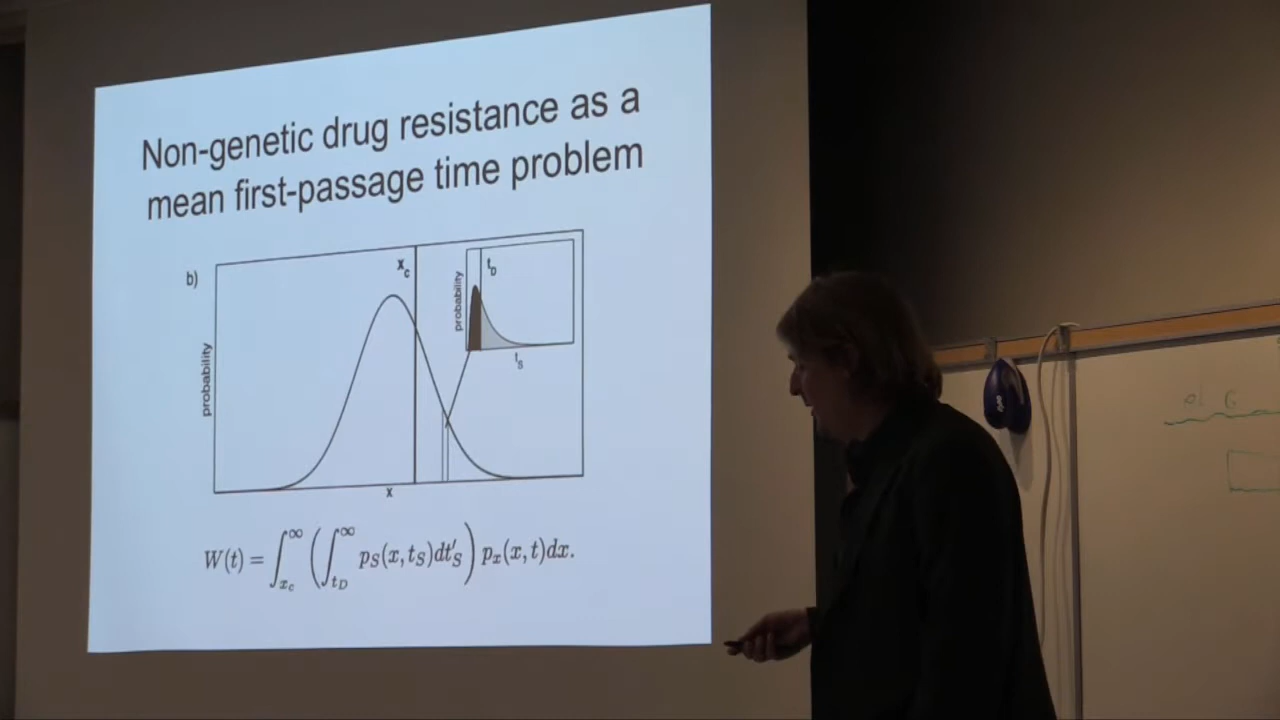 Non-genetic drug resistance as a
mean first-passage time problem
b)
x_c
t_D
probability
t_S
probability
x
W(t) = ∫_{x_c}^{∞} ( ∫_{t_D}^{∞} p_S(x,t_S)dt'_S ) p_x(x,t)dx.